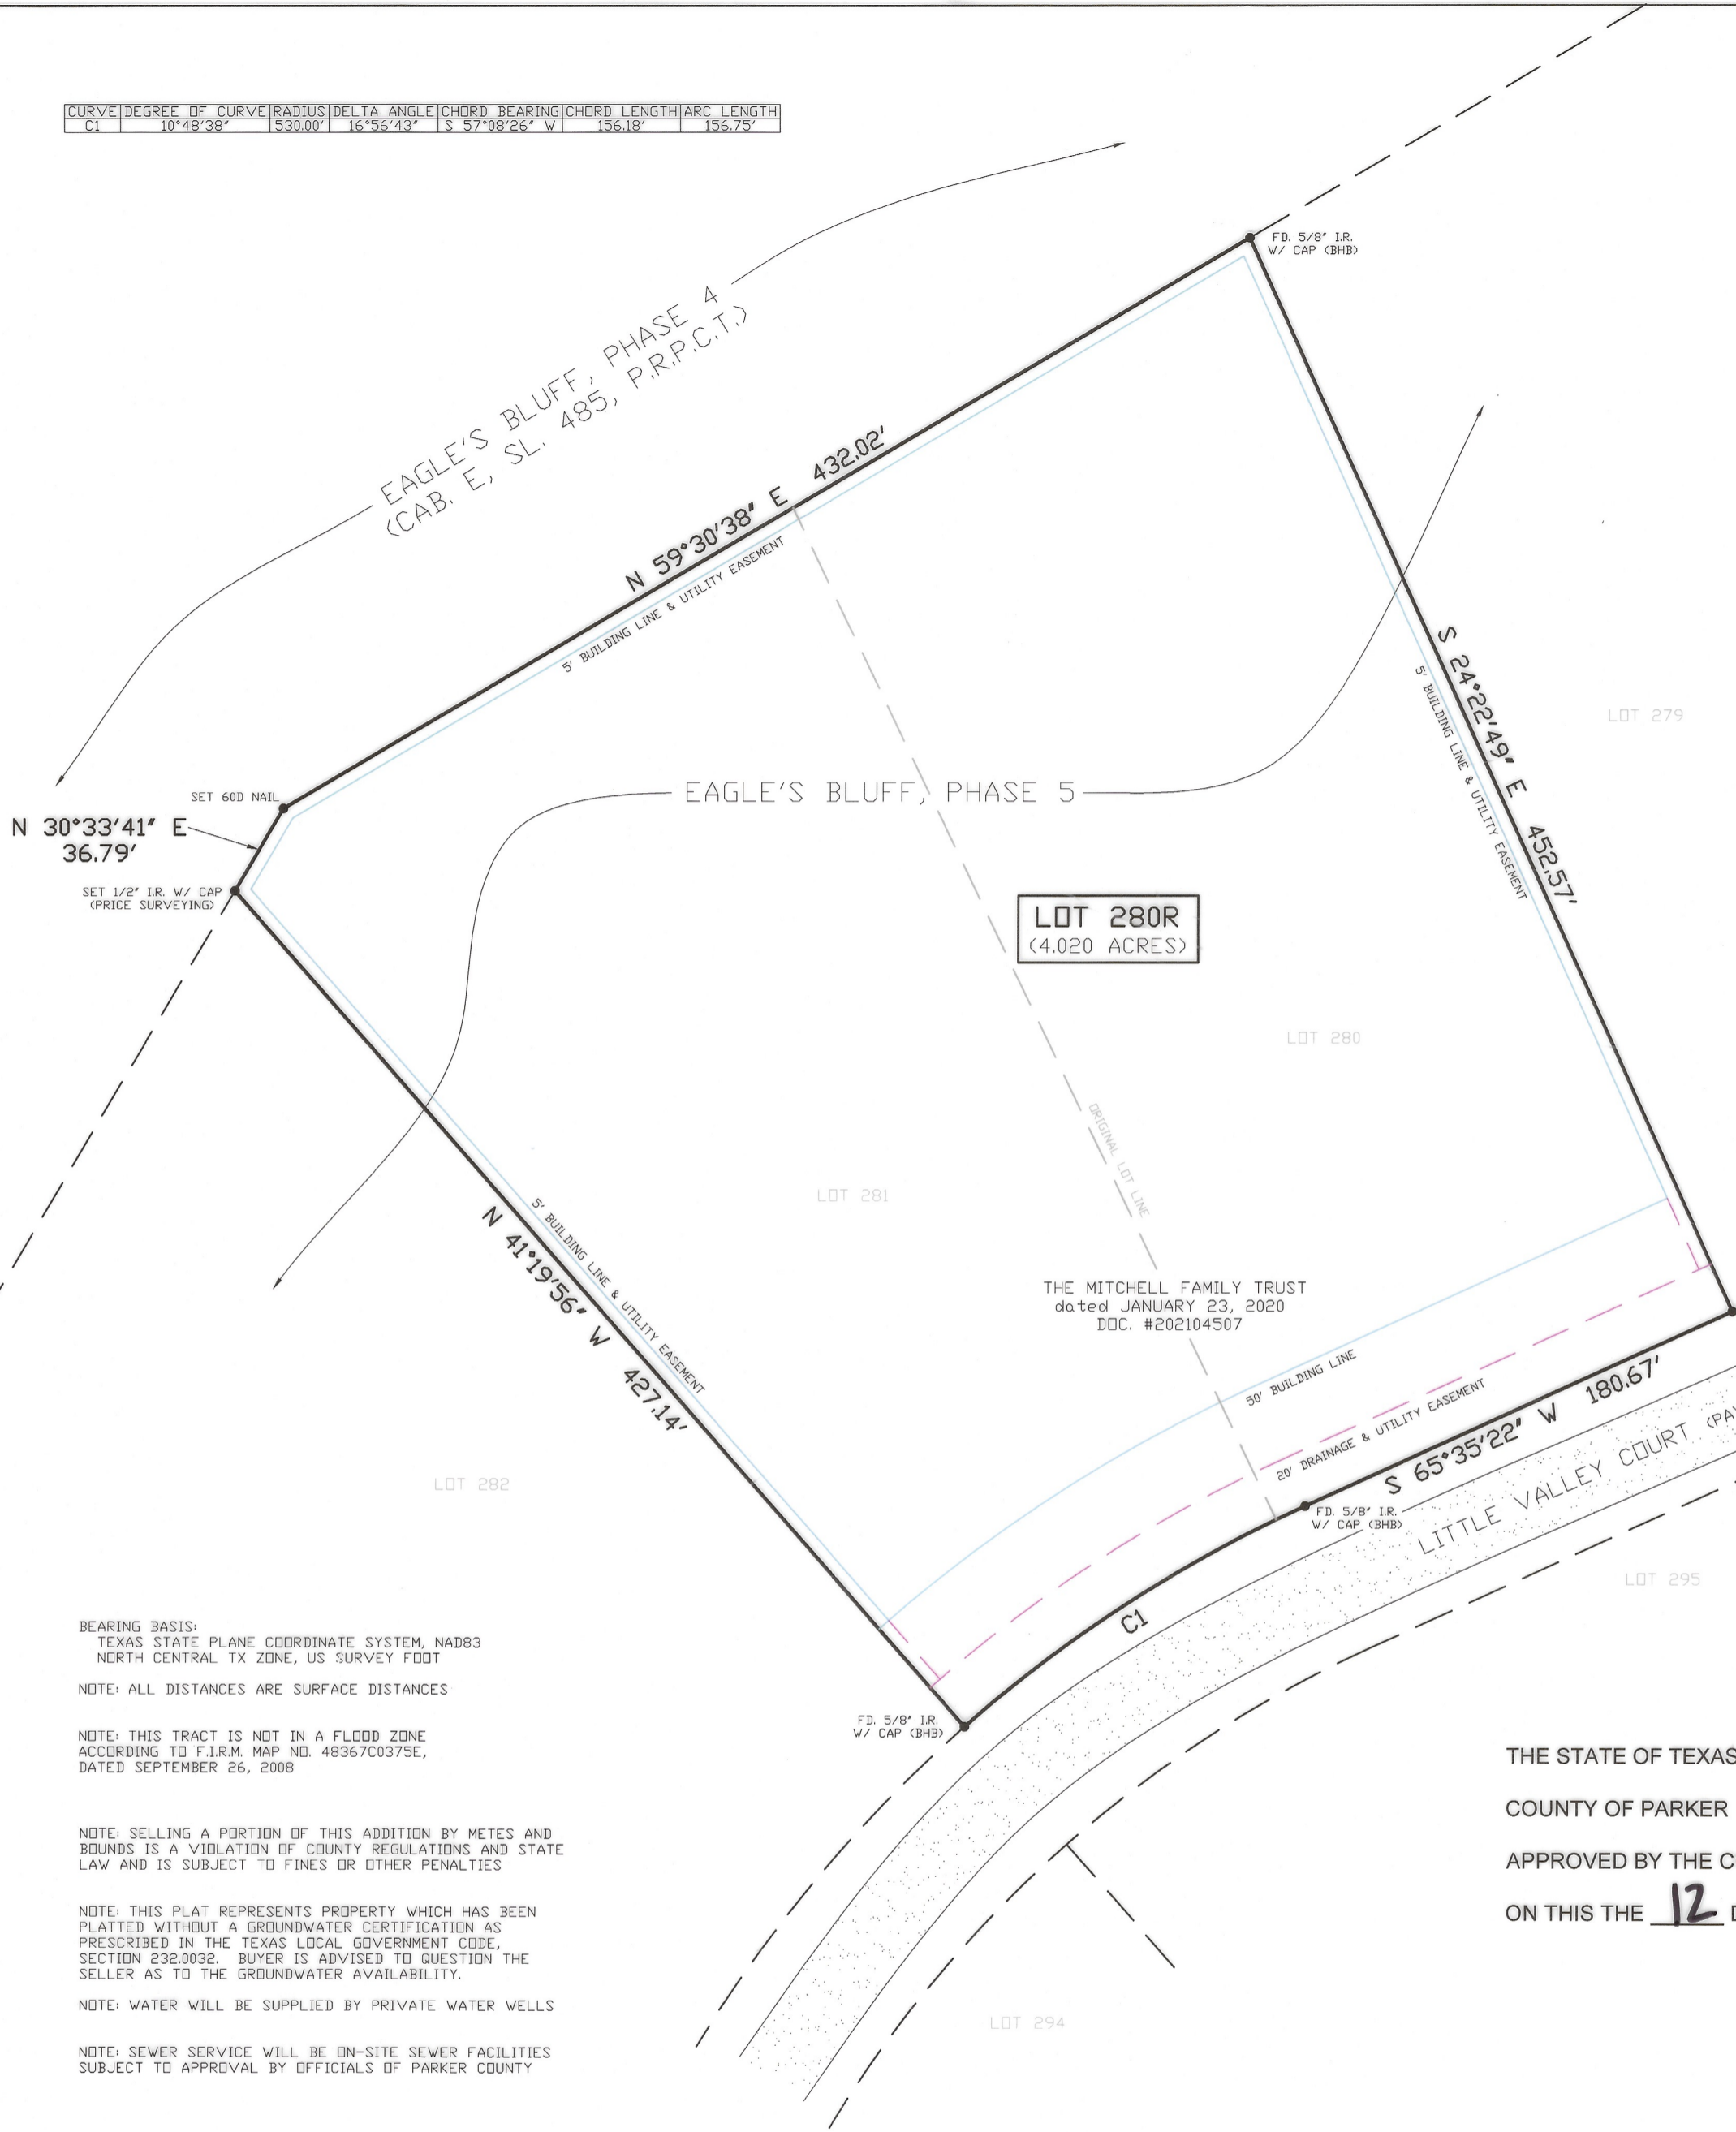 CURVE DEGREE OF CURVE RADIUS DELTA ANGLE CHORD BEARING CHORD LENGTH ARC LENGTH
C1 10°48'38" 530.00' 16°56'43" S 57°08'26" W 156.18' 156.75'
FD. 5/8" I.R.
W/ CAP (BHB)
EAGLE'S BLUFF, PHASE 4
(CAB. E, SL. 485, P.R.P.C.T.)
N 59°30'38" E 432.02'
5' BUILDING LINE & UTILITY EASEMENT
S 24°22'49" E 452.57'
5' BUILDING LINE & UTILITY EASEMENT
LOT 279
EAGLE'S BLUFF, PHASE 5
SET 60D NAIL
N 30°33'41" E
36.79'
SET 1/2" I.R. W/ CAP
(PRICE SURVEYING)
LOT 280R
(4.020 ACRES)
LOT 280
ORIGINAL LOT LINE
LOT 281
N 41°19'56" W 427.14'
5' BUILDING LINE & UTILITY EASEMENT
THE MITCHELL FAMILY TRUST
dated JANUARY 23, 2020
DOC. #202104507
50' BUILDING LINE
20' DRAINAGE & UTILITY EASEMENT
S 65°35'22" W 180.67'
LITTLE VALLEY COURT (PA
FD. 5/8" I.R.
W/ CAP (BHB)
LOT 282
LOT 295
C1
FD. 5/8" I.R.
W/ CAP (BHB)
BEARING BASIS:
TEXAS STATE PLANE COORDINATE SYSTEM, NAD83
NORTH CENTRAL TX ZONE, US SURVEY FOOT
NOTE: ALL DISTANCES ARE SURFACE DISTANCES
NOTE: THIS TRACT IS NOT IN A FLOOD ZONE
ACCORDING TO F.I.R.M. MAP NO. 48367C0375E,
DATED SEPTEMBER 26, 2008
NOTE: SELLING A PORTION OF THIS ADDITION BY METES AND
BOUNDS IS A VIOLATION OF COUNTY REGULATIONS AND STATE
LAW AND IS SUBJECT TO FINES OR OTHER PENALTIES
NOTE: THIS PLAT REPRESENTS PROPERTY WHICH HAS BEEN
PLATTED WITHOUT A GROUNDWATER CERTIFICATION AS
PRESCRIBED IN THE TEXAS LOCAL GOVERNMENT CODE,
SECTION 232.0032. BUYER IS ADVISED TO QUESTION THE
SELLER AS TO THE GROUNDWATER AVAILABILITY.
NOTE: WATER WILL BE SUPPLIED BY PRIVATE WATER WELLS
NOTE: SEWER SERVICE WILL BE ON-SITE SEWER FACILITIES
SUBJECT TO APPROVAL BY OFFICIALS OF PARKER COUNTY
LOT 294
THE STATE OF TEXAS
COUNTY OF PARKER
APPROVED BY THE C
ON THIS THE 12 D